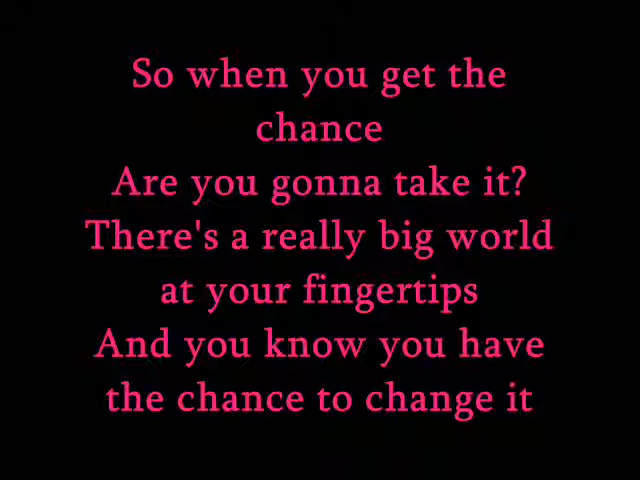 So when you get the
chance
Are you gonna take it?
There's a really big world
at your fingertips
And you know you have
the chance to change it